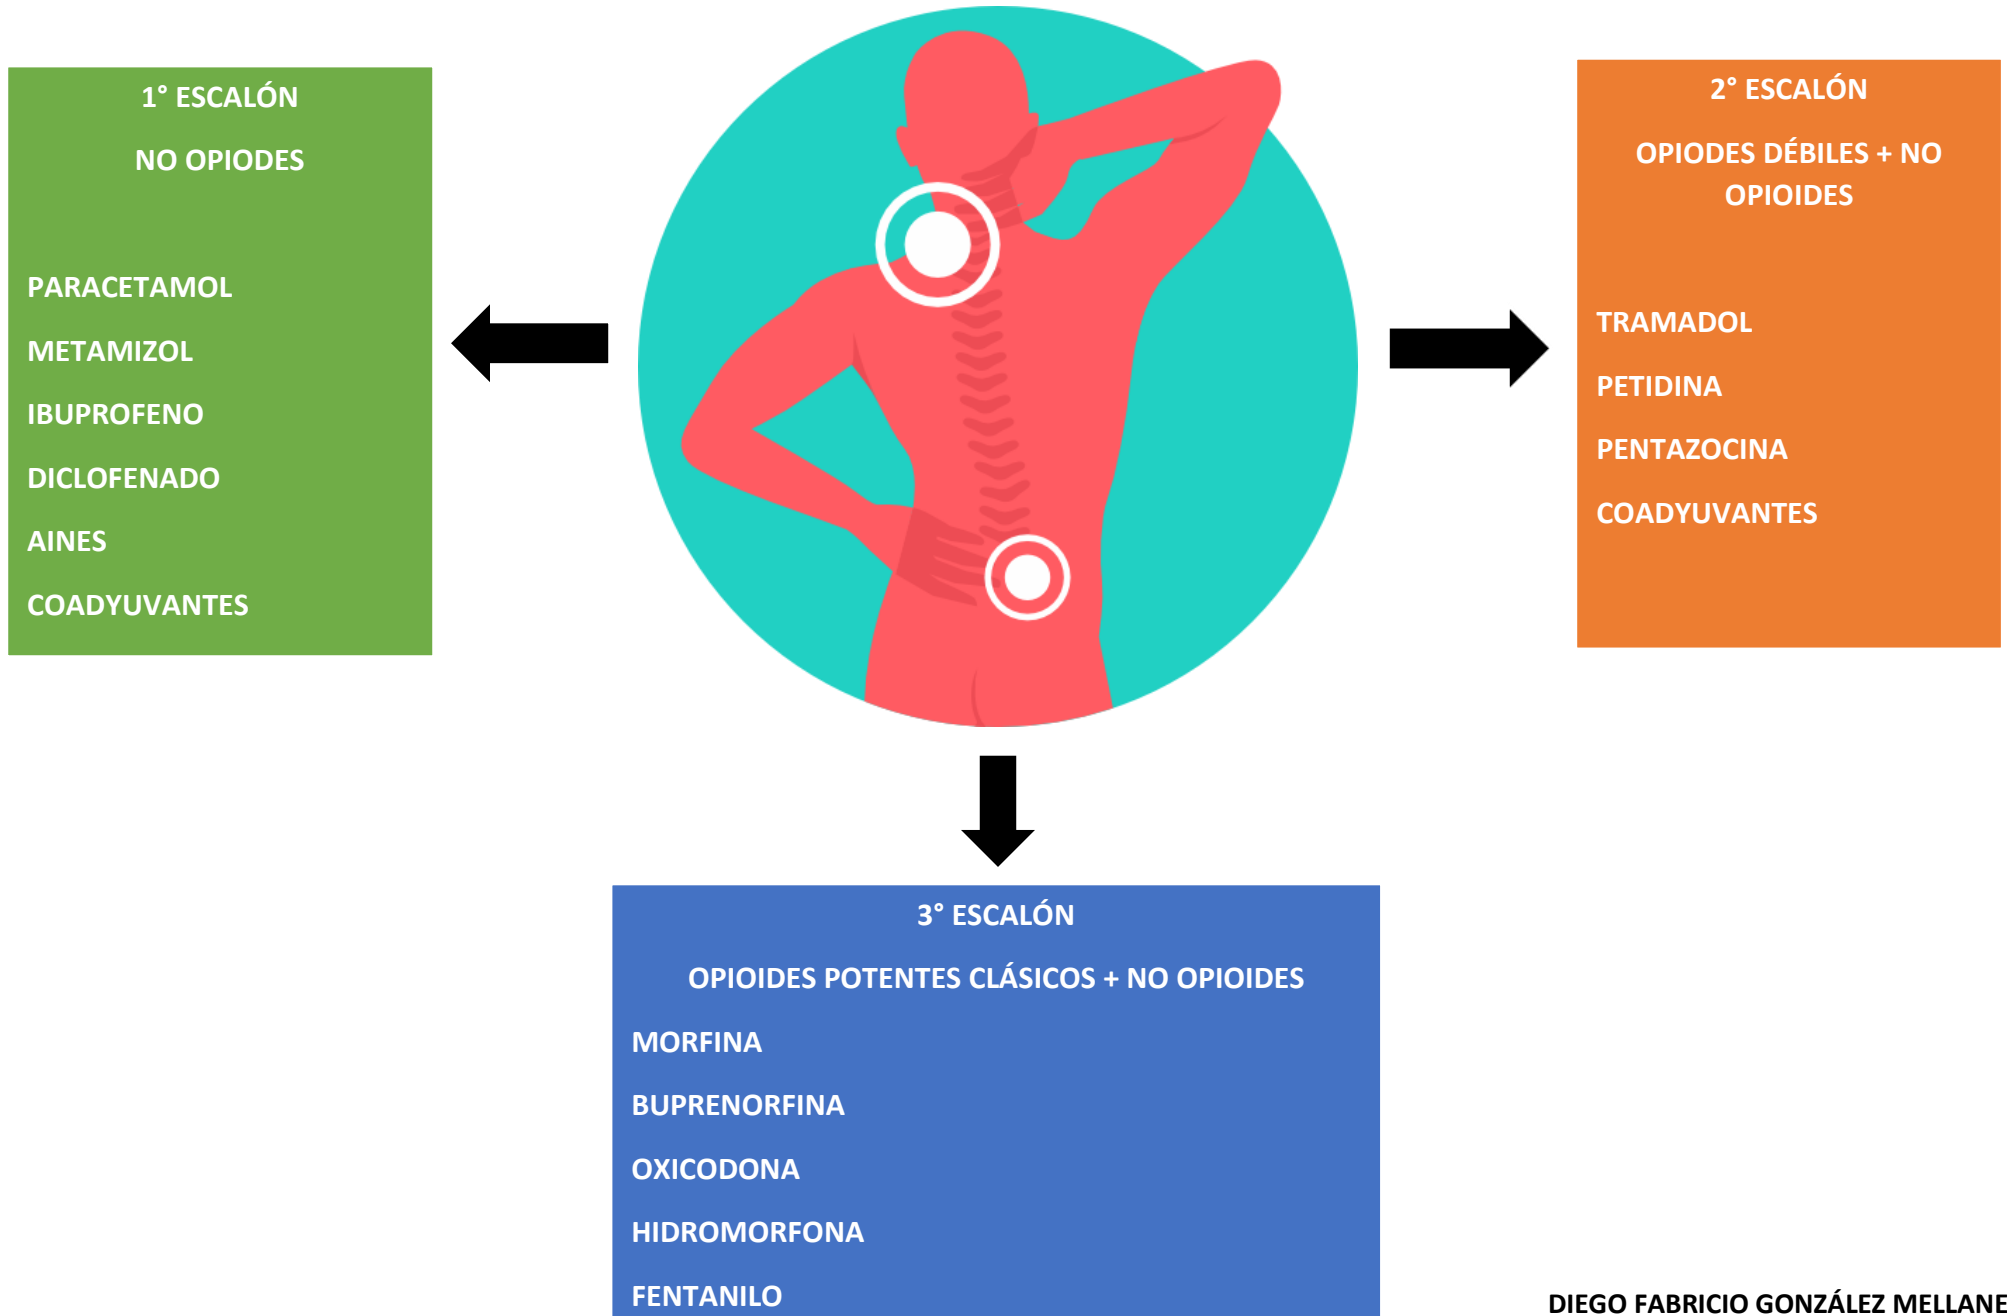 1° ESCALÓN
NO OPIODES
PARACETAMOL
METAMIZOL
IBUPROFENO
DICLOFENADO
AINES
COADYUVANTES
2° ESCALÓN
OPIODES DÉBILES + NO
OPIOIDES
TRAMADOL
PETIDINA
PENTAZOCINA
COADYUVANTES
3° ESCALÓN
OPIOIDES POTENTES CLÁSICOS + NO OPIOIDES
MORFINA
BUPRENORFINA
OXICODONA
HIDROMORFONA
FENTANILO
DIEGO FABRICIO GONZÁLEZ MELLANE